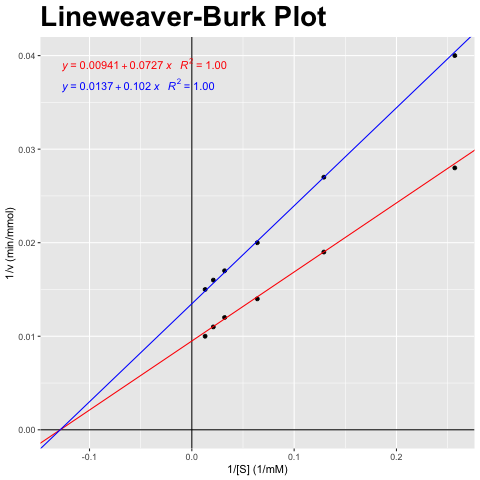 Lineweaver-Burk Plot
y = 0.00941 + 0.0727 x R² = 1.00
y = 0.0137 + 0.102 x R² = 1.00
0.04
0.03
0.02
0.01
0.00
1/v (min/mmol)
-0.1 0.0 0.1 0.2
1/[S] (1/mM)